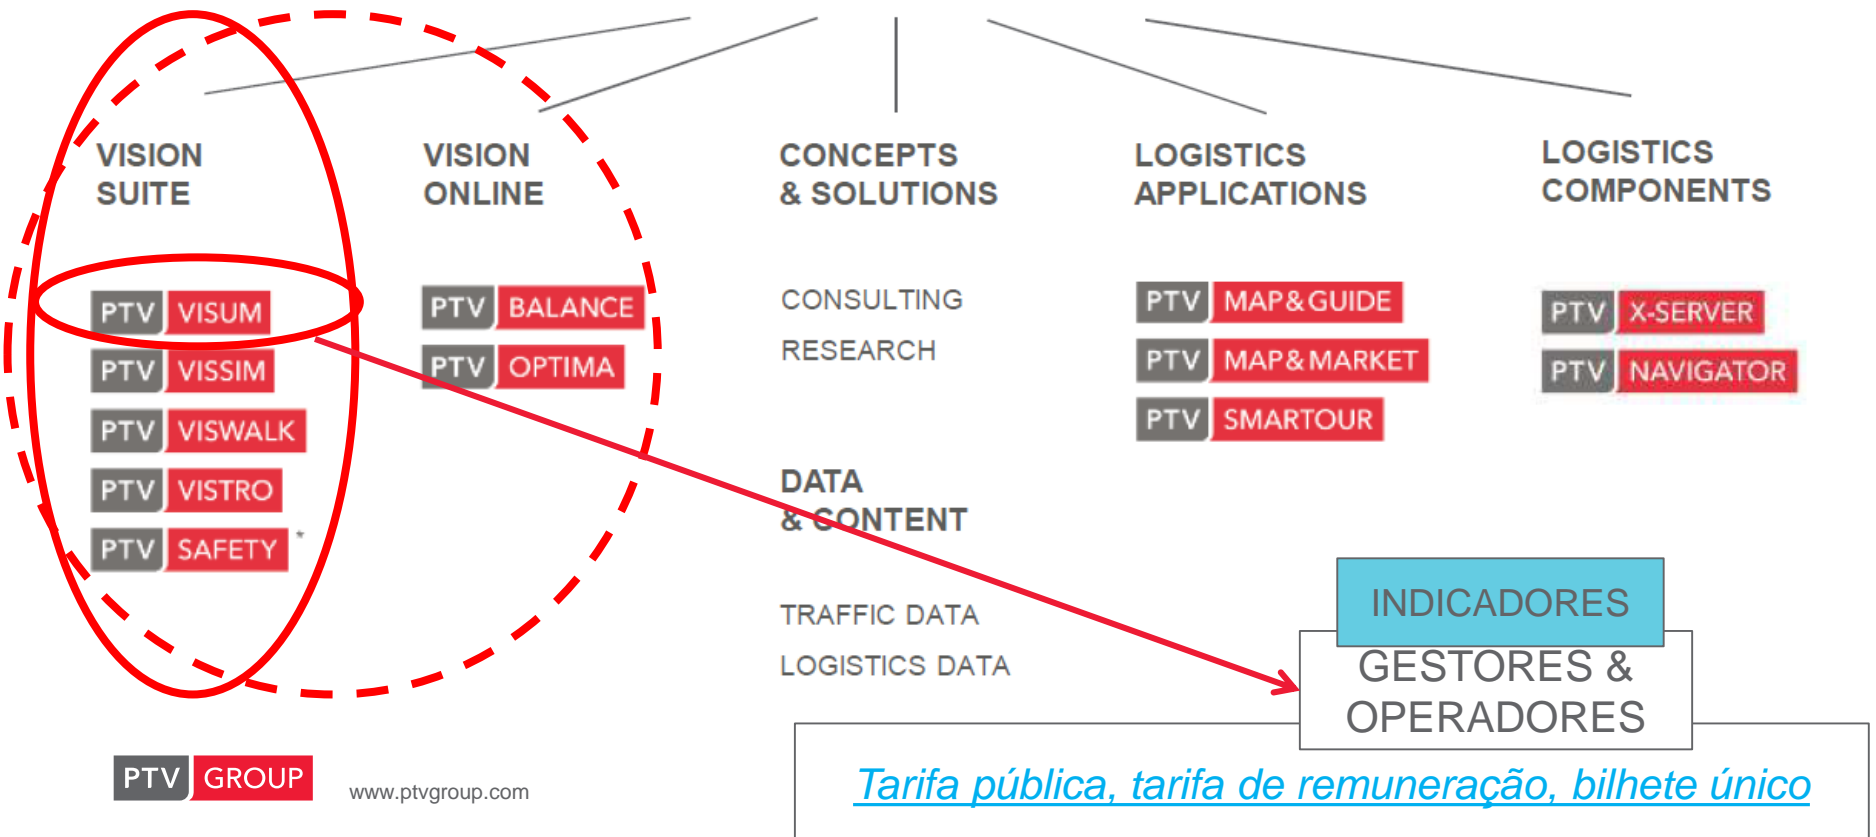 VISION
SUITE
PTV VISUM
PTV VISSIM
PTV VISWALK
PTV VISTRO
PTV SAFETY *
VISION
ONLINE
PTV BALANCE
PTV OPTIMA
CONCEPTS
& SOLUTIONS
CONSULTING
RESEARCH
DATA
& CONTENT
TRAFFIC DATA
LOGISTICS DATA
LOGISTICS
APPLICATIONS
PTV MAP&GUIDE
PTV MAP&MARKET
PTV SMARTOUR
LOGISTICS
COMPONENTS
PTV X-SERVER
PTV NAVIGATOR
INDICADORES
GESTORES &
OPERADORES
Tarifa pública, tarifa de remuneração, bilhete único
PTV GROUP
www.ptvgroup.com